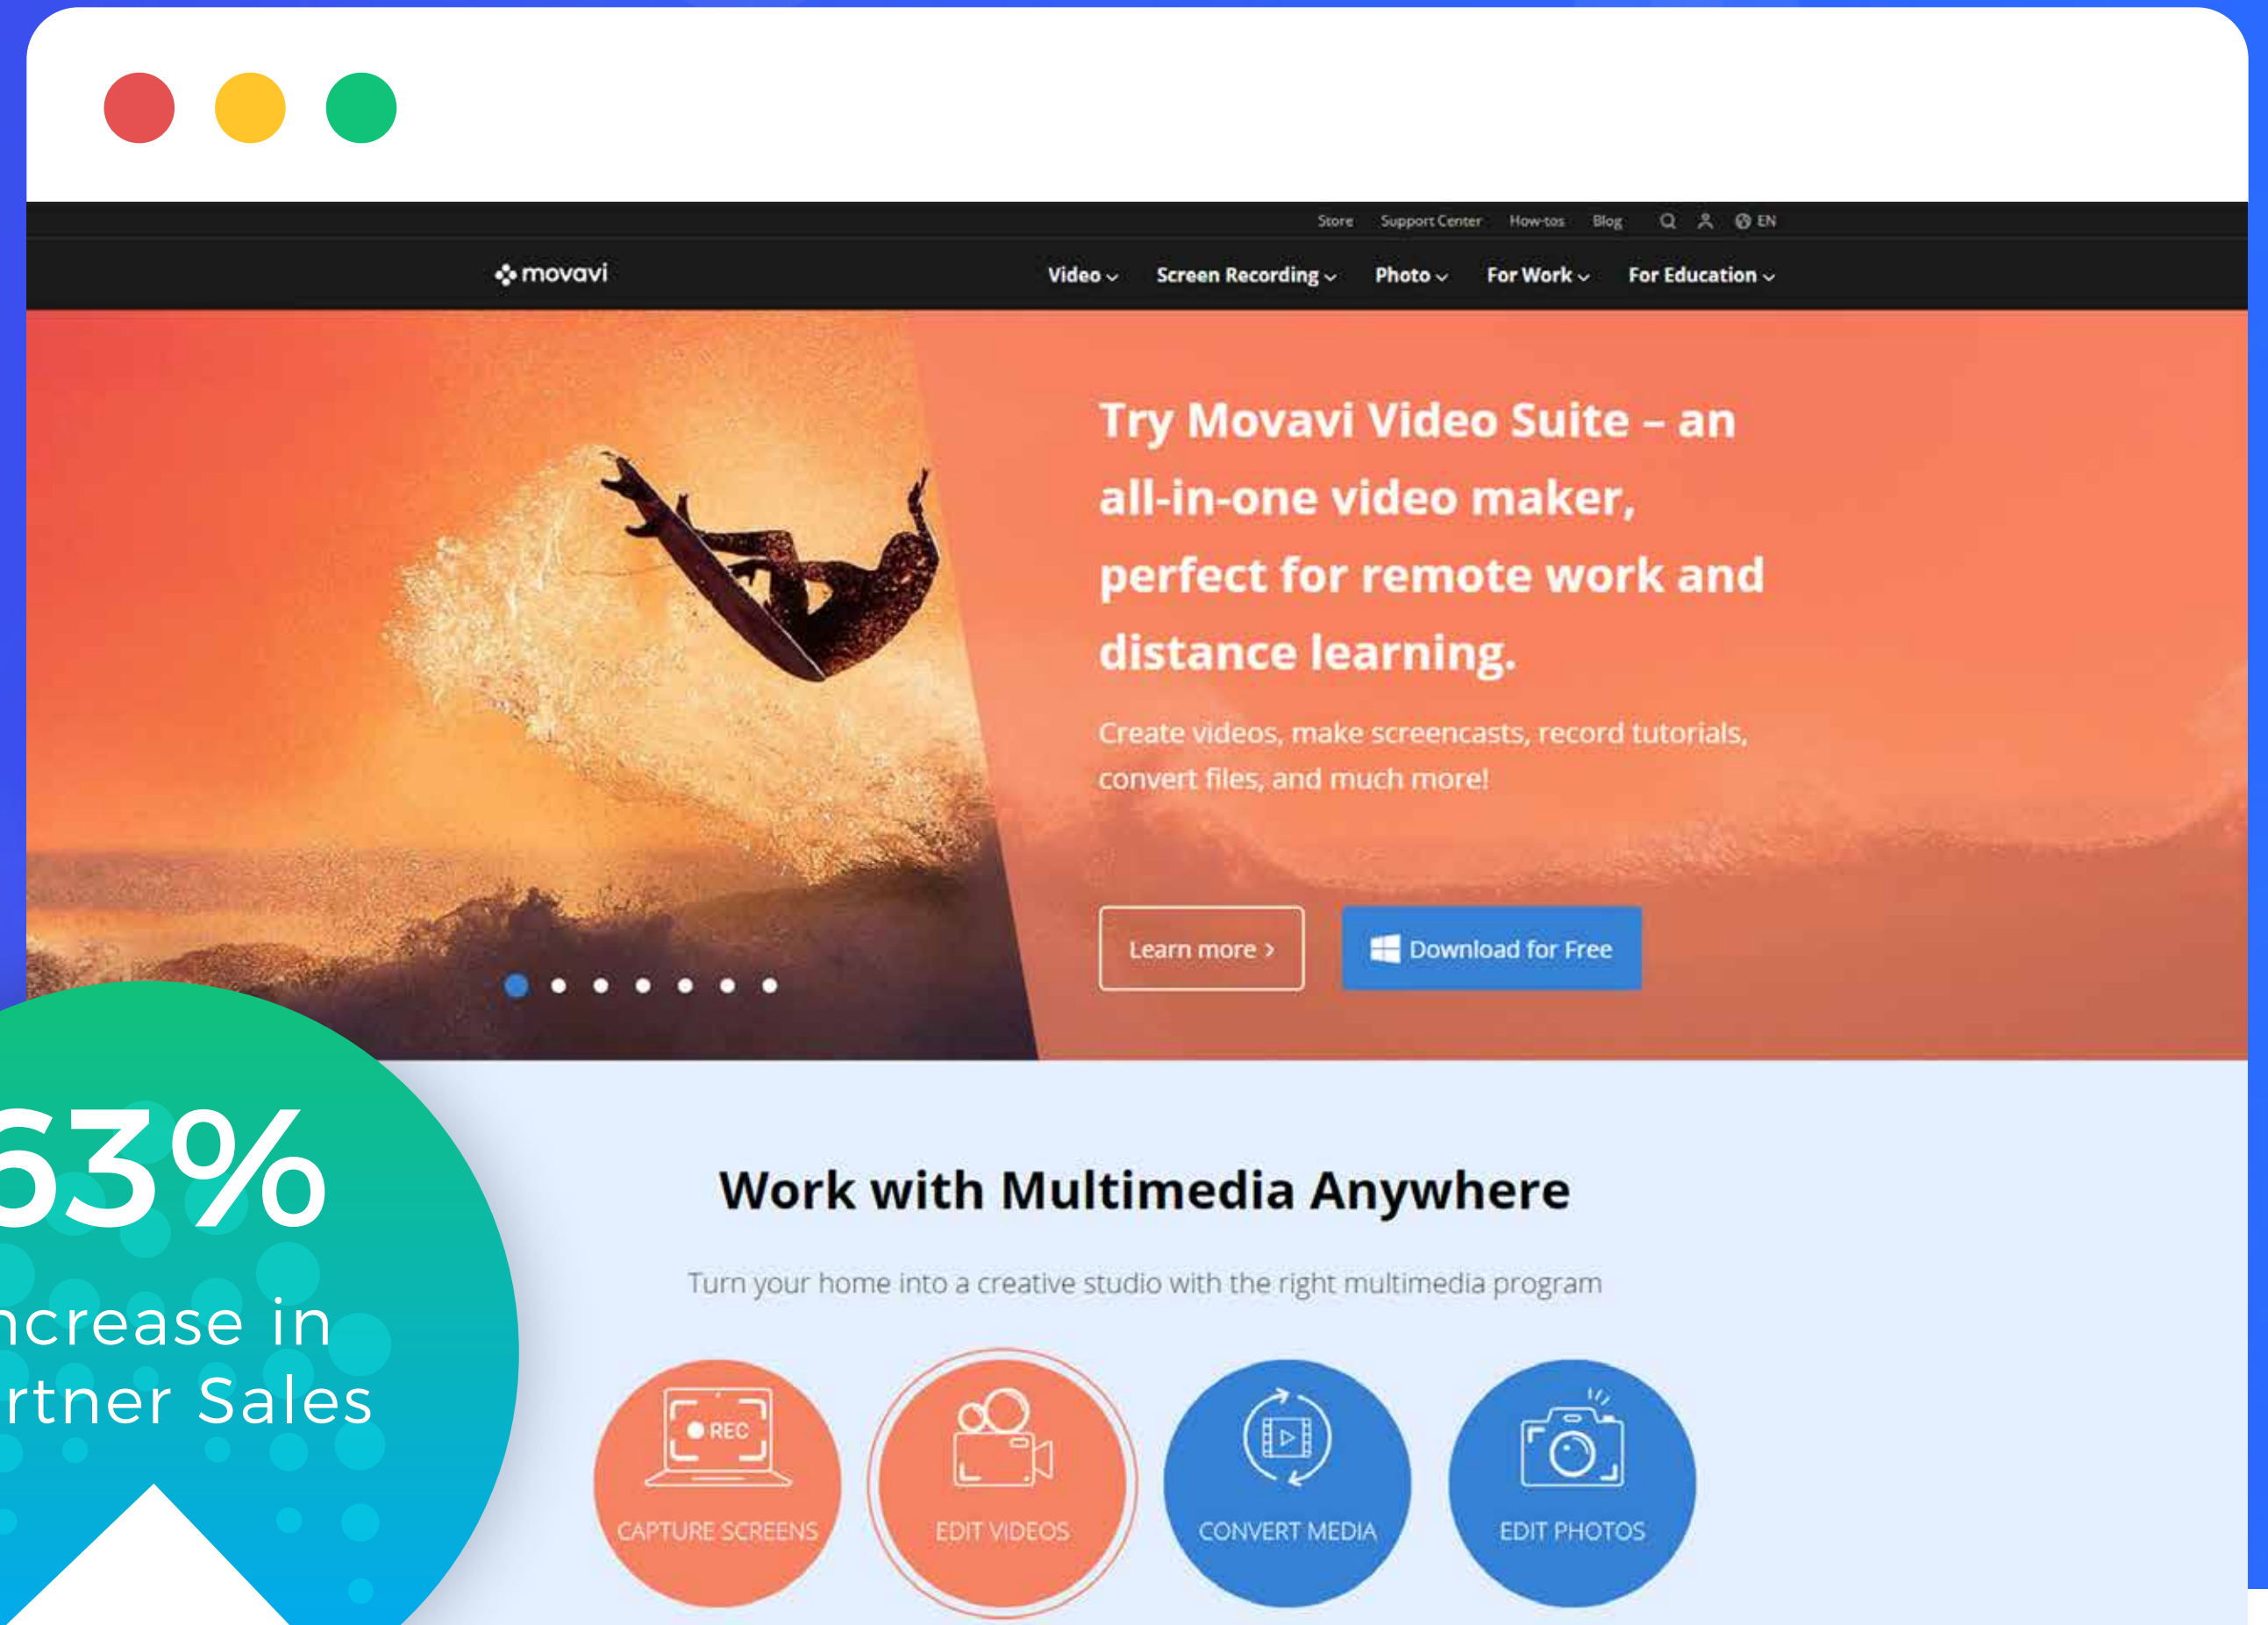 Store Support Center How-tos Blog EN
movavi
Video Screen Recording Photo For Work For Education
Try Movavi Video Suite – an
all-in-one video maker,
perfect for remote work and
distance learning.
Create videos, make screencasts, record tutorials,
convert files, and much more!
Learn more >
Download for Free
63%
in
Sales
Work with Multimedia Anywhere
Turn your home into a creative studio with the right multimedia program
REC
CAPTURE SCREENS
EDIT VIDEOS
CONVERT MEDIA
EDIT PHOTOS